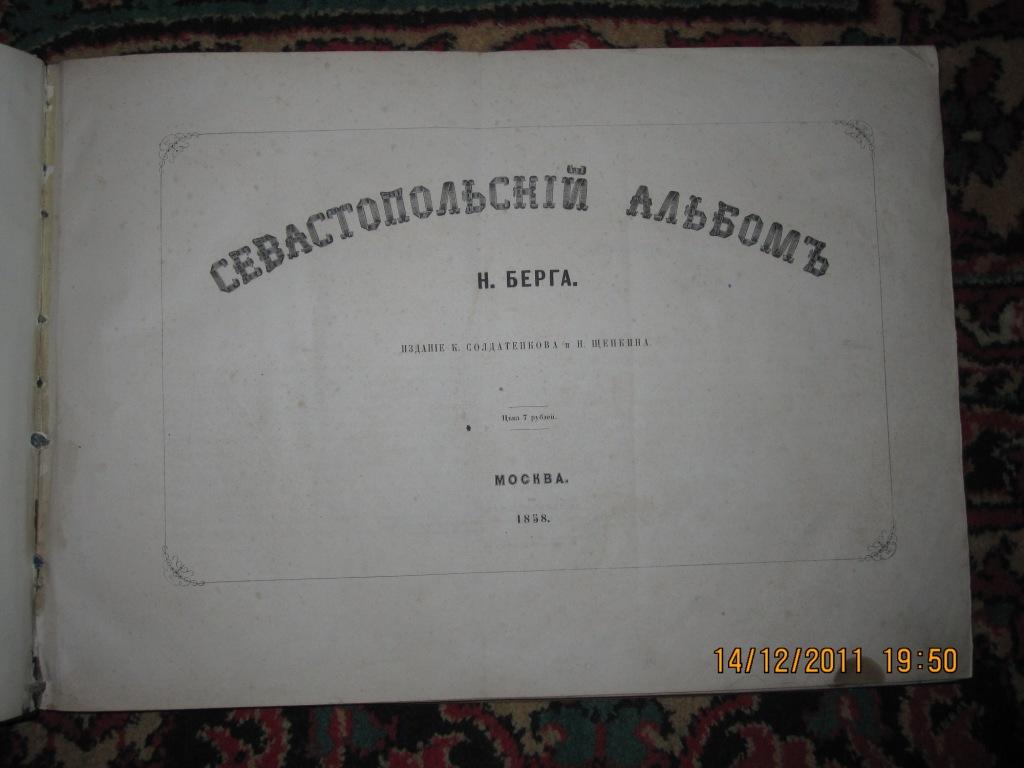 СЕВАСТОПОЛЬСКІЙ АЛЬБОМЪ
Н. БЕРГА.
ИЗДАНІЕ К. СОЛДАТЕНКОВА и Н. ЩЕПКИНА.
Цѣна 7 рублей.
МОСКВА.
1858.
14/12/2011 19:50